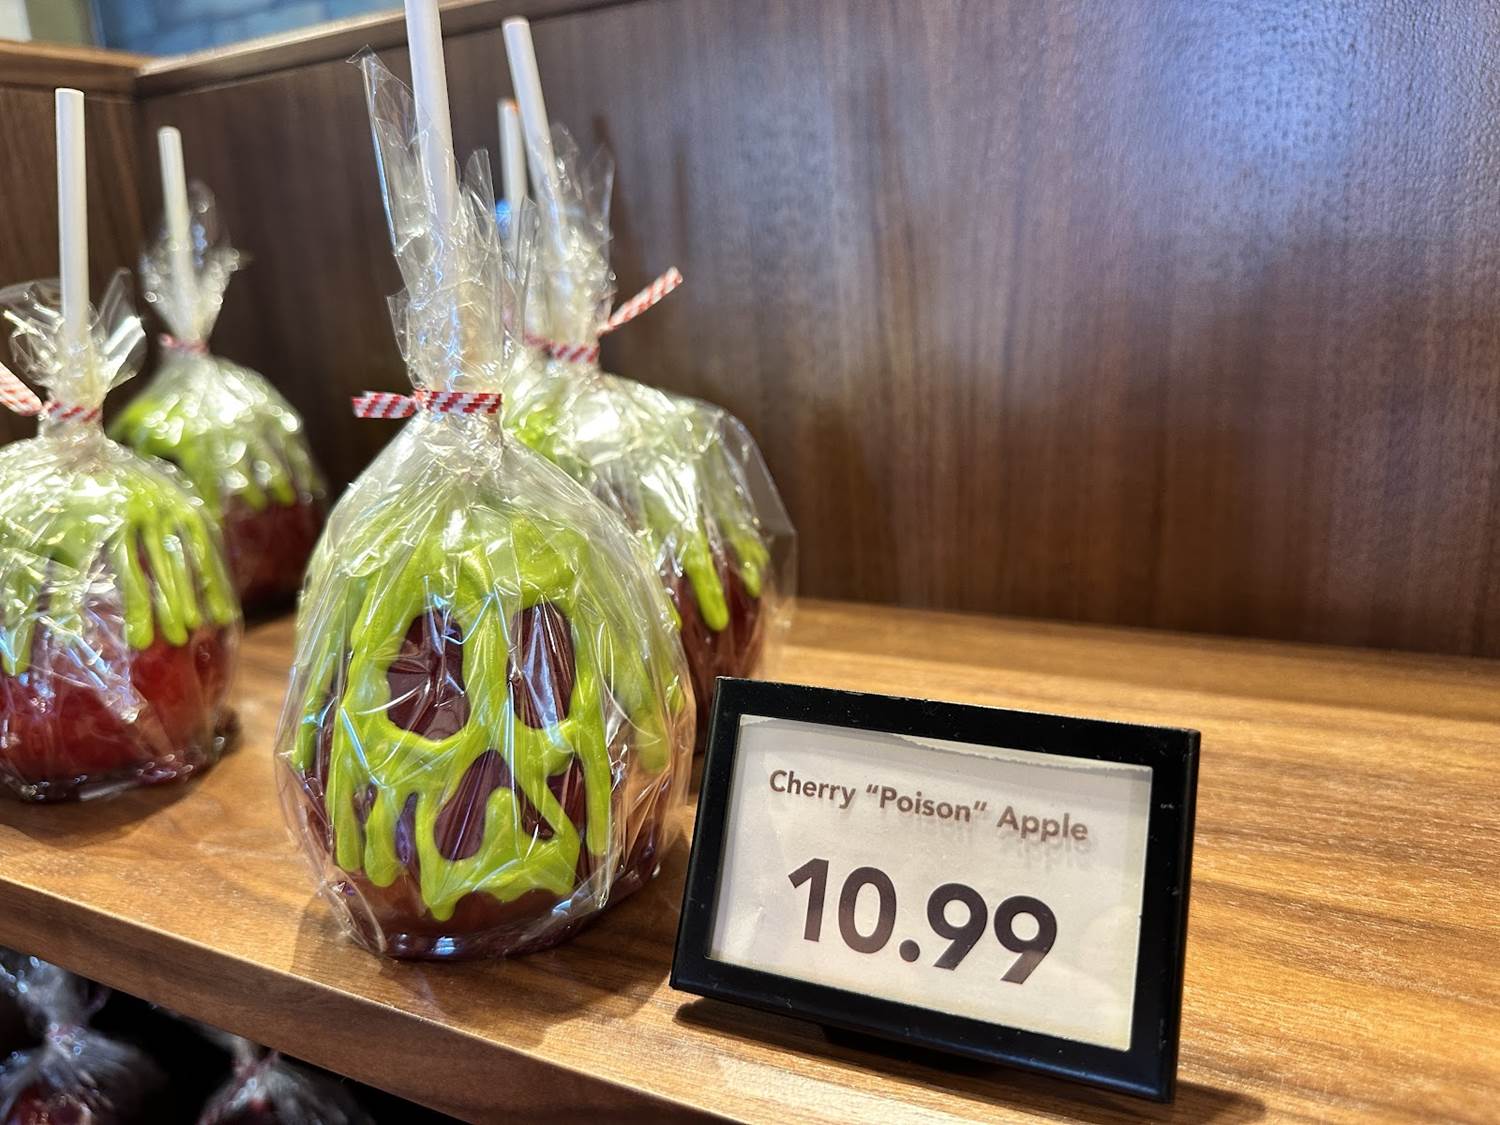 Cherry “Poison” Apple
10.99